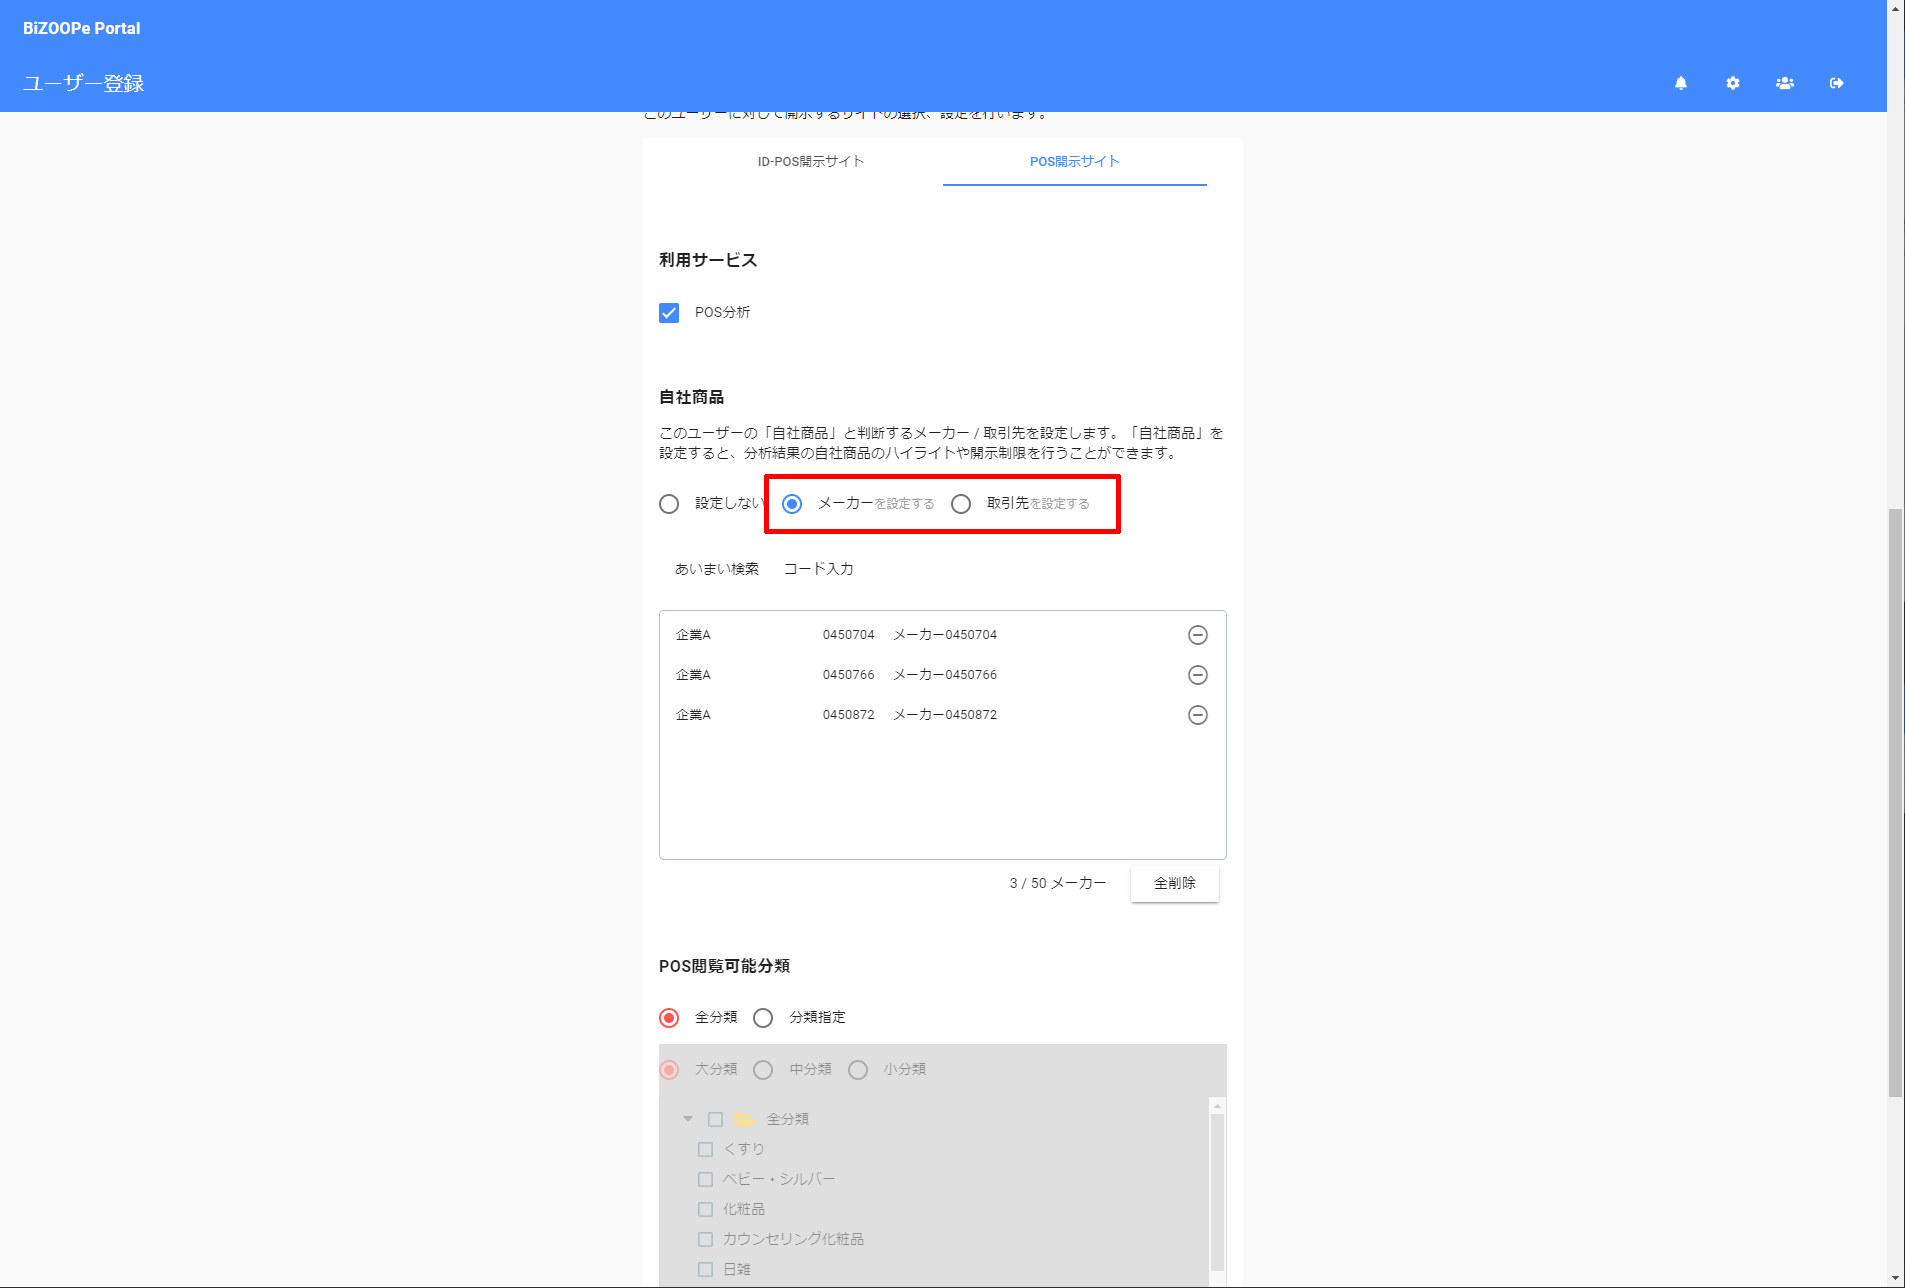 BiZOOPe Portal
ユーザー登録
このユーザーに対して開示するサイトの選択、設定を行います。
ID-POS開示サイト
POS開示サイト
利用サービス
POS分析
自社商品
このユーザーの「自社商品」と判断するメーカー / 取引先を設定します。「自社商品」を
設定すると、分析結果の自社商品のハイライトや開示制限を行うことができます。
設定しない メーカーを設定する 取引先を設定する
あいまい検索 コード入力
企業A 0450704 メーカー0450704
企業A 0450766 メーカー0450766
企業A 0450872 メーカー0450872
3 / 50 メーカー 全削除
POS閲覧可能分類
全分類 分類指定
大分類 中分類 小分類
全分類
くすり
ベビー・シルバー
化粧品
カウンセリング化粧品
日雑